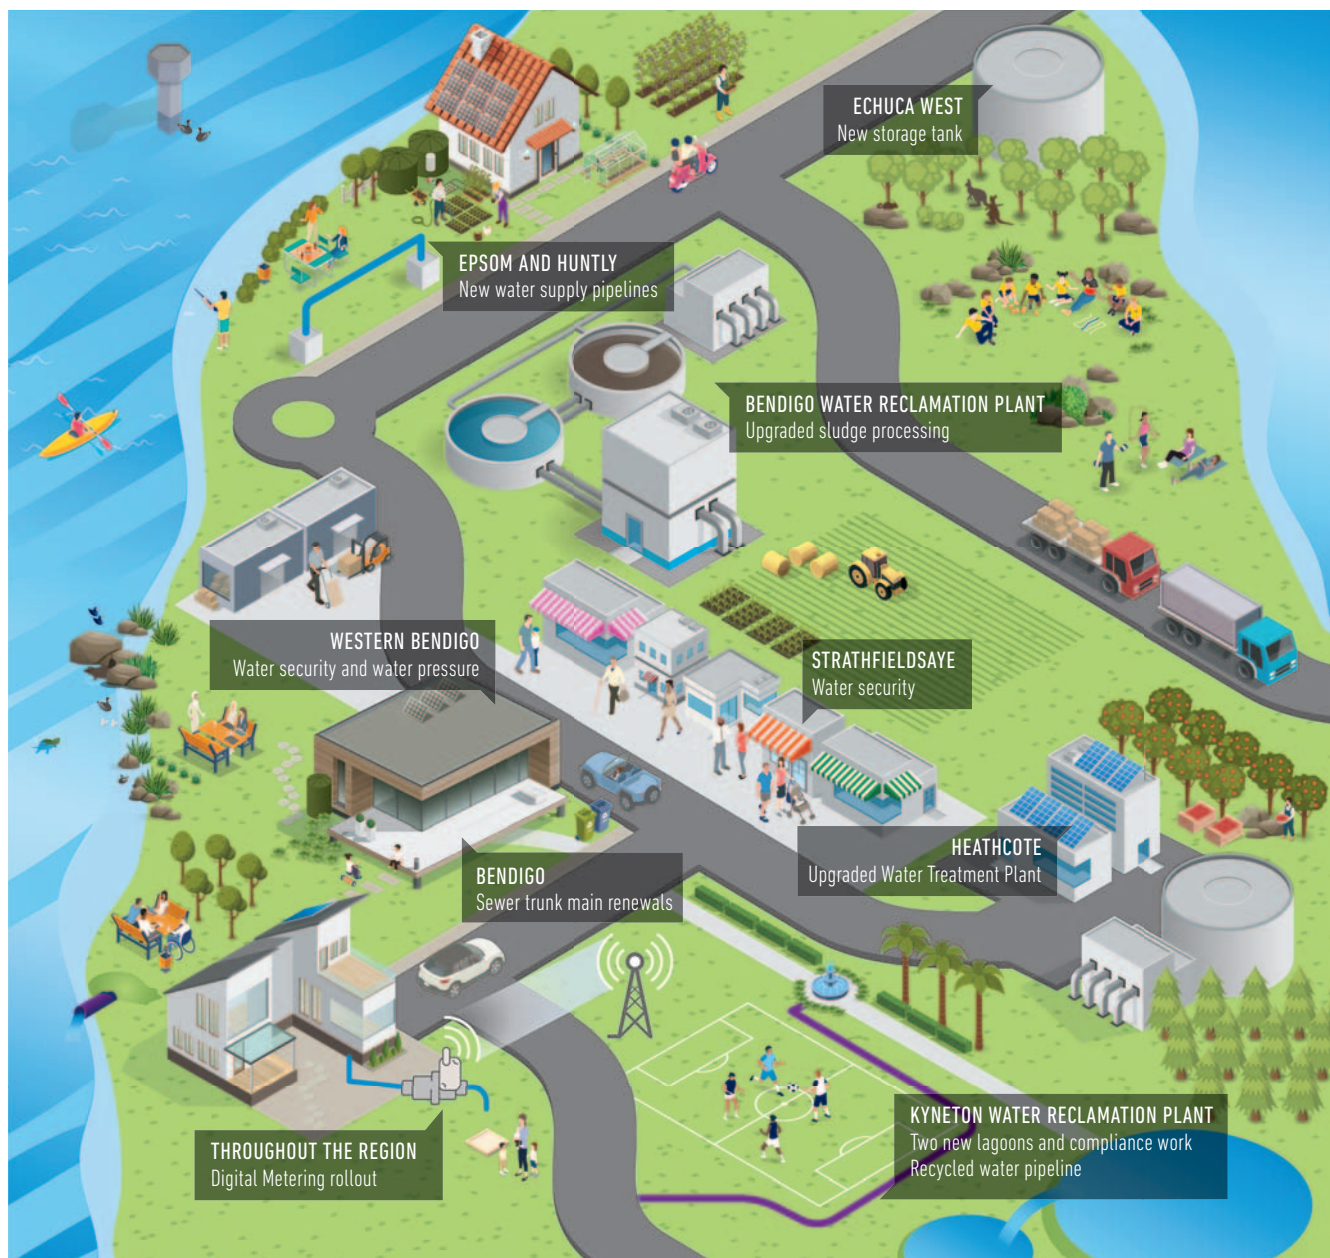 ECHUCA WEST
New storage tank
EPSOM AND HUNTLY
New water supply pipelines
BENDIGO WATER RECLAMATION PLANT
Upgraded sludge processing
WESTERN BENDIGO
Water security and water pressure
STRATHFIELDSAYE
Water security
HEATHCOTE
Upgraded Water Treatment Plant
BENDIGO
Sewer trunk main renewals
KYNETON WATER RECLAMATION PLANT
Two new lagoons and compliance work
Recycled water pipeline
THROUGHOUT THE REGION
Digital Metering rollout